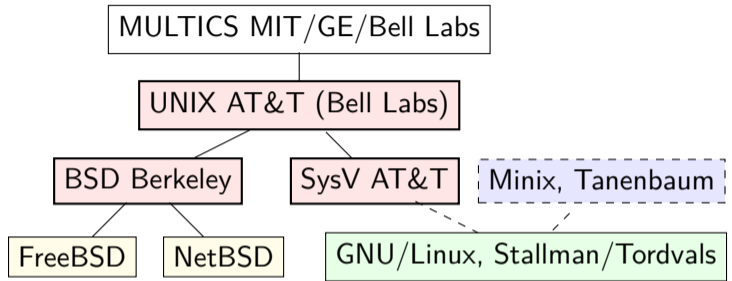 MULTICS MIT/GE/Bell Labs
UNIX AT&T (Bell Labs)
BSD Berkeley
SysV AT&T
Minix, Tanenbaum
FreeBSD
NetBSD
GNU/Linux, Stallman/Tordvals